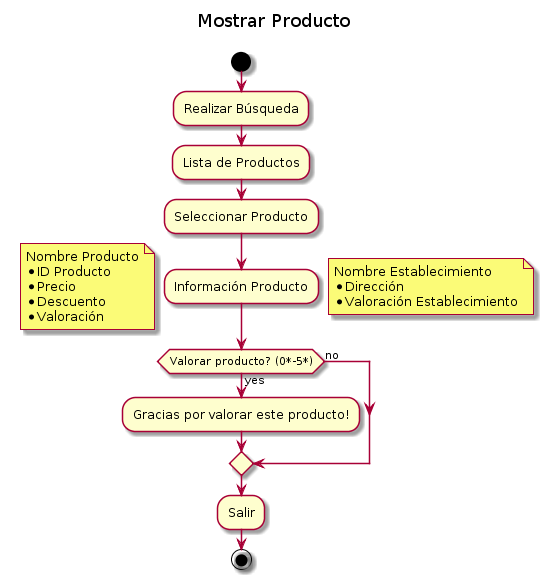 Mostrar Producto
Realizar Búsqueda
Lista de Productos
Seleccionar Producto
Nombre Producto
• ID Producto
• Precio
• Descuento
• Valoración
Información Producto
Nombre Establecimiento
• Dirección
• Valoración Establecimiento
Valorar producto? (0*-5*)
no
yes
Gracias por valorar este producto!
Salir